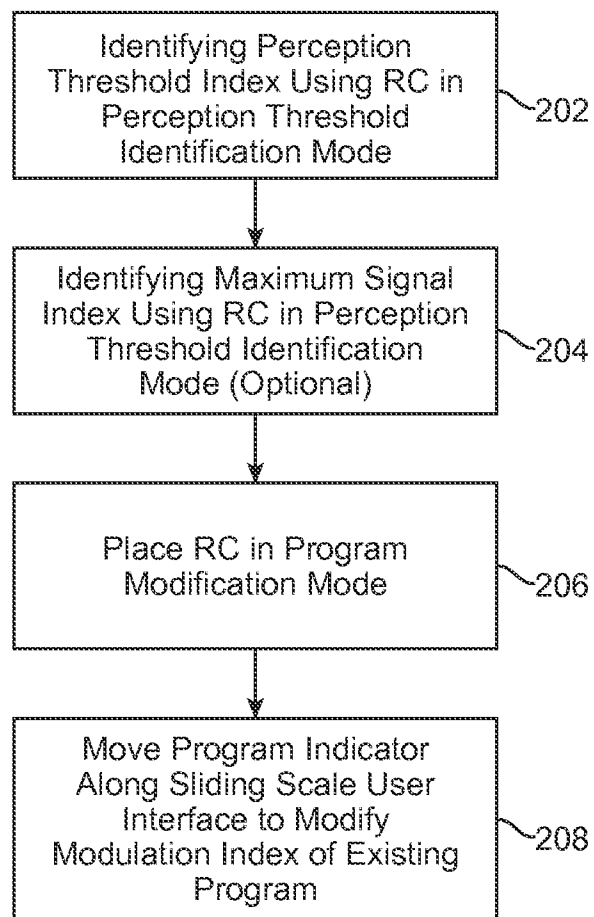 Identifying Perception
Threshold Index Using RC in
Perception Threshold
Identification Mode
202
Identifying Maximum Signal
Index Using RC in Perception
Threshold Identification
Mode (Optional)
204
Place RC in Program
Modification Mode
206
Move Program Indicator
Along Sliding Scale User
Interface to Modify
Modulation Index of Existing
Program
208